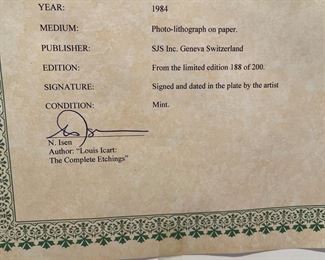 YEAR: 1984
MEDIUM: Photo-lithograph on paper.
PUBLISHER: SJS Inc. Geneva Switzerland
EDITION: From the limited edition 188 of 200.
SIGNATURE: Signed and dated in the plate by the artist
CONDITION: Mint.
N. Isen
Author: "Louis Icart:
The Complete Etchings"